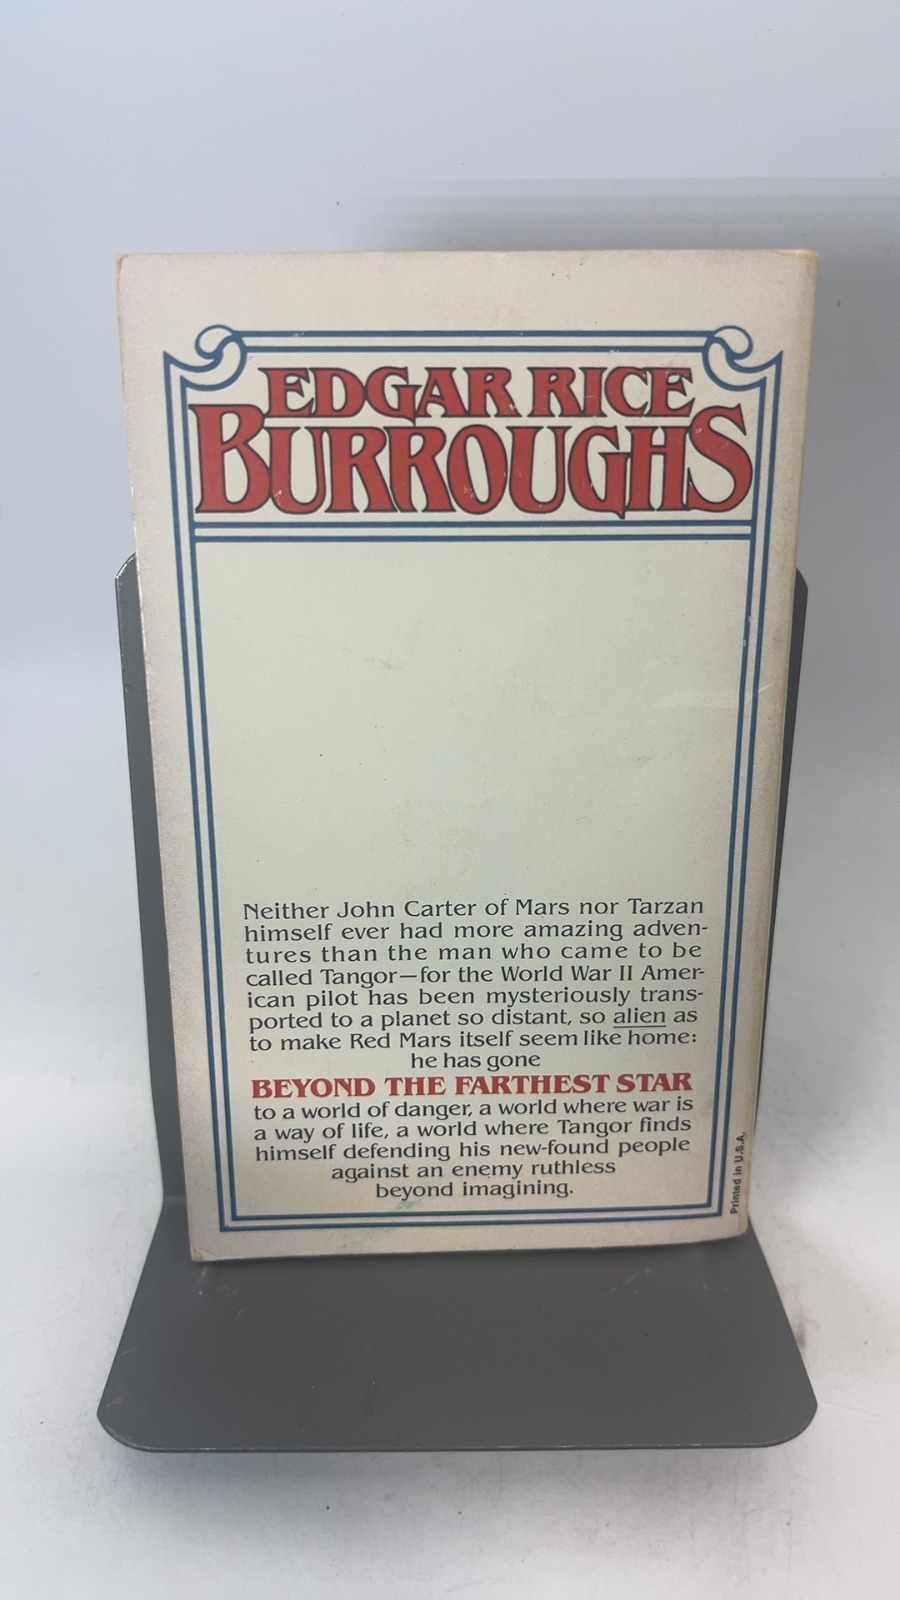 EDGAR RICE
BURROUGHS
Neither John Carter of Mars nor Tarzan
himself ever had more amazing adven-
tures than the man who came to be
called Tangor—for the World War II Amer-
ican pilot has been mysteriously trans-
ported to a planet so distant, so alien as
to make Red Mars itself seem like home:
he has gone
BEYOND THE FARTHEST STAR
to a world of danger, a world where war is
a way of life, a world where Tangor finds
himself defending his new-found people
against an enemy ruthless
beyond imagining.
Printed in U.S.A.